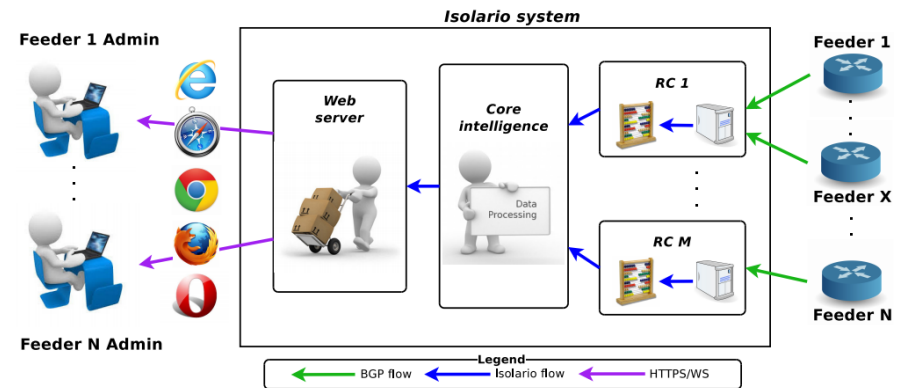 Isolario system
Feeder 1 Admin
Feeder 1
Web
server
Core
intelligence
RC 1
Data
Processing
Feeder X
RC M
Feeder N Admin
Feeder N
Legend
BGP flow
Isolario flow
HTTPS/WS